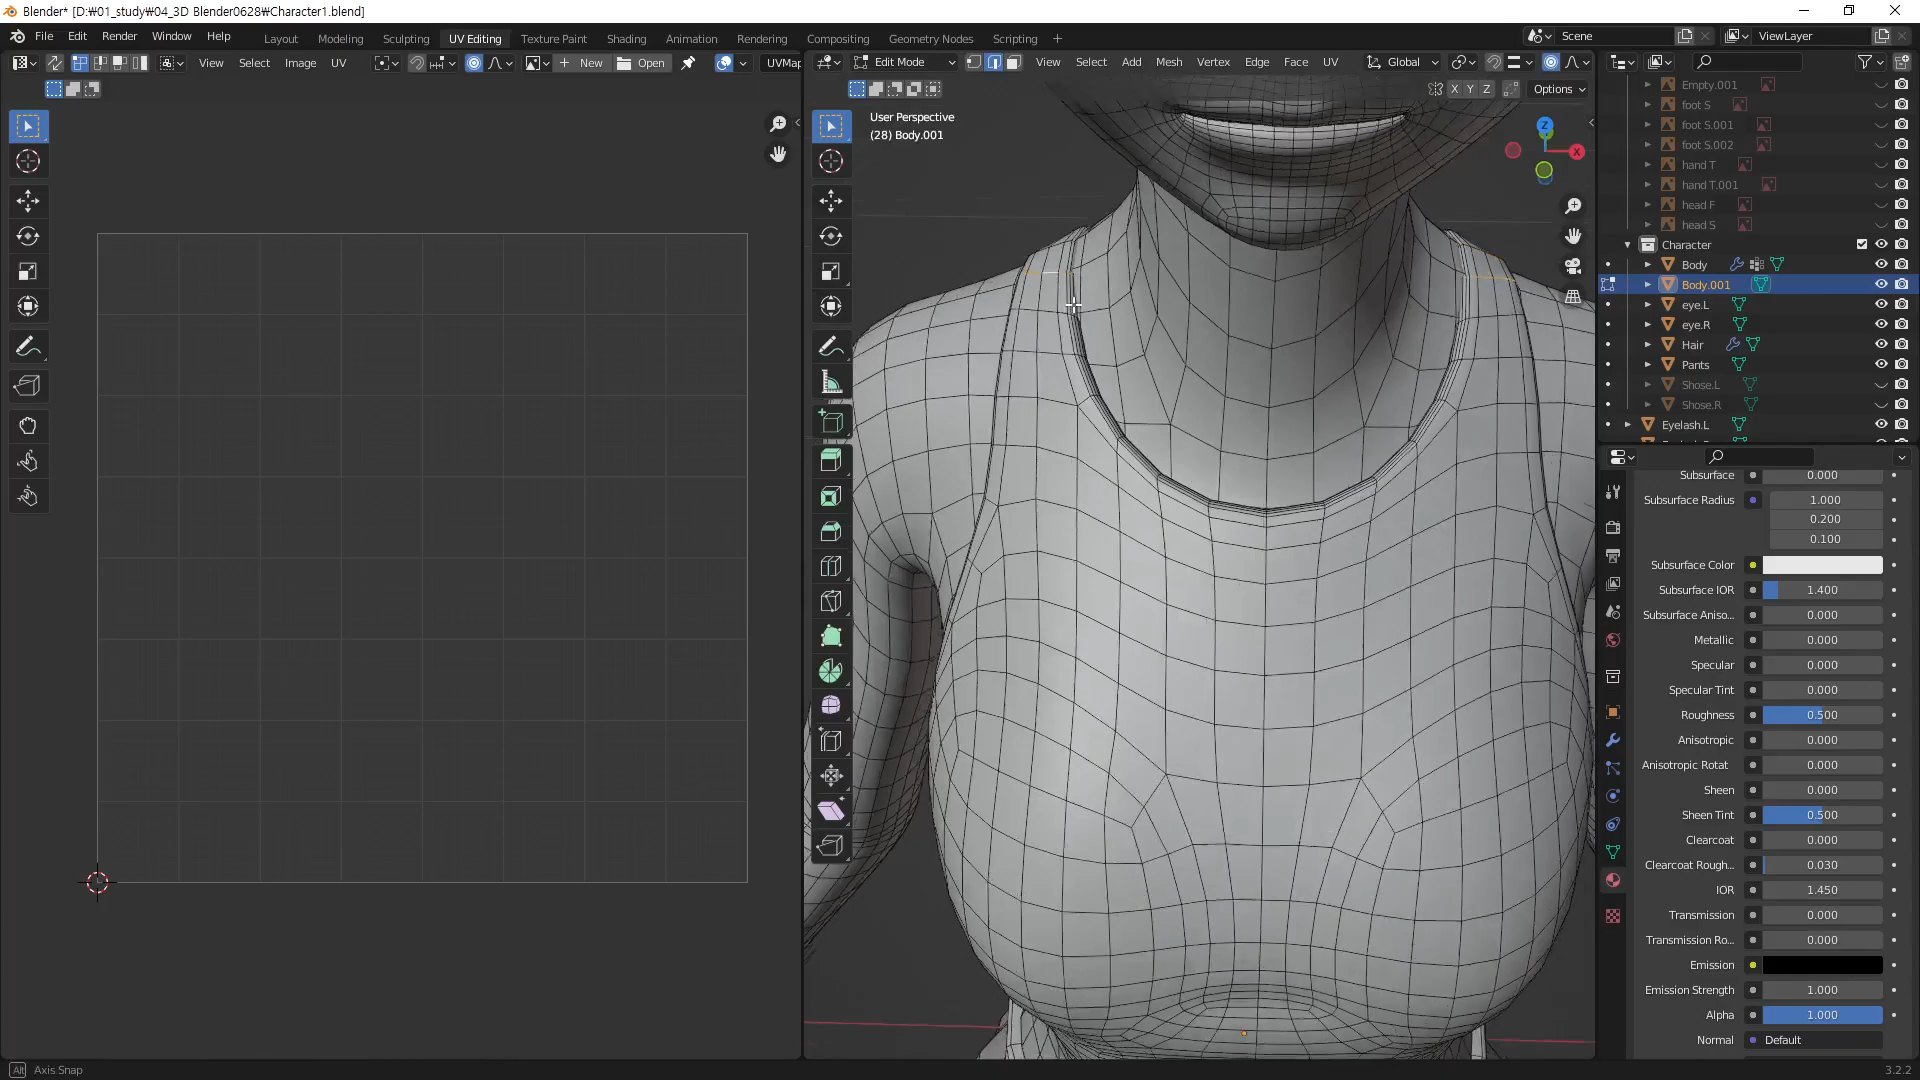 Blender* [D:₩01_study₩04_3D Blender0628₩Character1.blend]
File Edit Render Window Help Layout Modeling Sculpting UV Editing Texture Paint Shading Animation Rendering Compositing Geometry Nodes Scripting + Scene ViewLayer
View Select Image UV New Open UVMap Edit Mode View Select Add Mesh Vertex Edge Face UV Global
X Y Z Options
User Perspective
(28) Body.001
Z
X
Empty.001
foot S
foot S.001
foot S.002
hand T
hand T.001
head F
head S
Character
Body
Body.001
eye.L
eye.R
Hair
Pants
Shose.L
Shose.R
Eyelash.L
Subsurface 0.000
Subsurface Radius 1.000
0.200
0.100
Subsurface Color
Subsurface IOR 1.400
Subsurface Aniso... 0.000
Metallic 0.000
Specular 0.000
Specular Tint 0.000
Roughness 0.500
Anisotropic 0.000
Anisotropic Rotat 0.000
Sheen 0.000
Sheen Tint 0.500
Clearcoat 0.000
Clearcoat Rough... 0.030
IOR 1.450
Transmission 0.000
Transmission Ro... 0.000
Emission
Emission Strength 1.000
Alpha 1.000
Normal Default
Alt Axis Snap
3.2.2